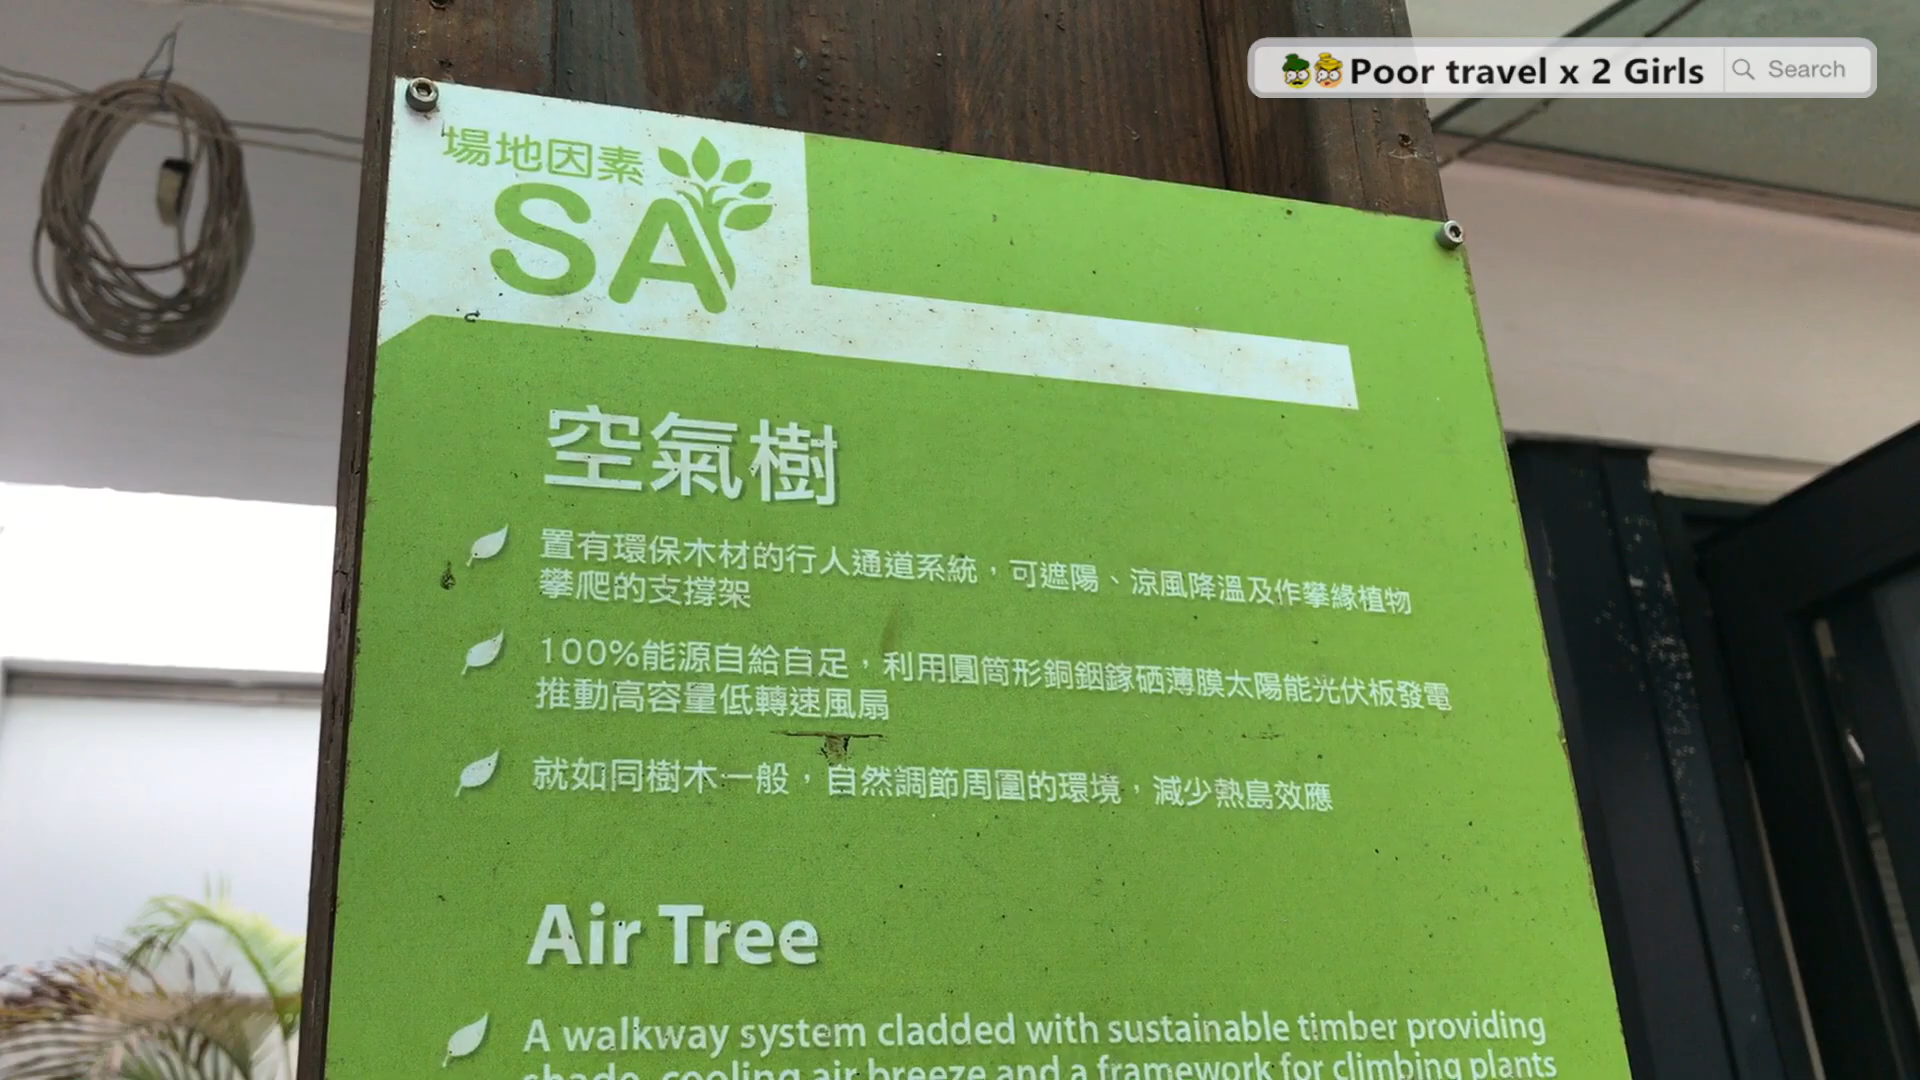 Poor travel x 2 Girls
Search
場地因素
SA
空氣樹
置有環保木材的行人通道系統，可遮陽、涼風降溫及作攀緣植物
攀爬的支撐架
100%能源自給自足，利用圓筒形銅銦鎵硒薄膜太陽能光伏板發電
推動高容量低轉速風扇
就如同樹木一般，自然調節周圍的環境，減少熱島效應
Air Tree
A walkway system cladded with sustainable timber providing
shade, cooling air breeze and a framework for climbing plants